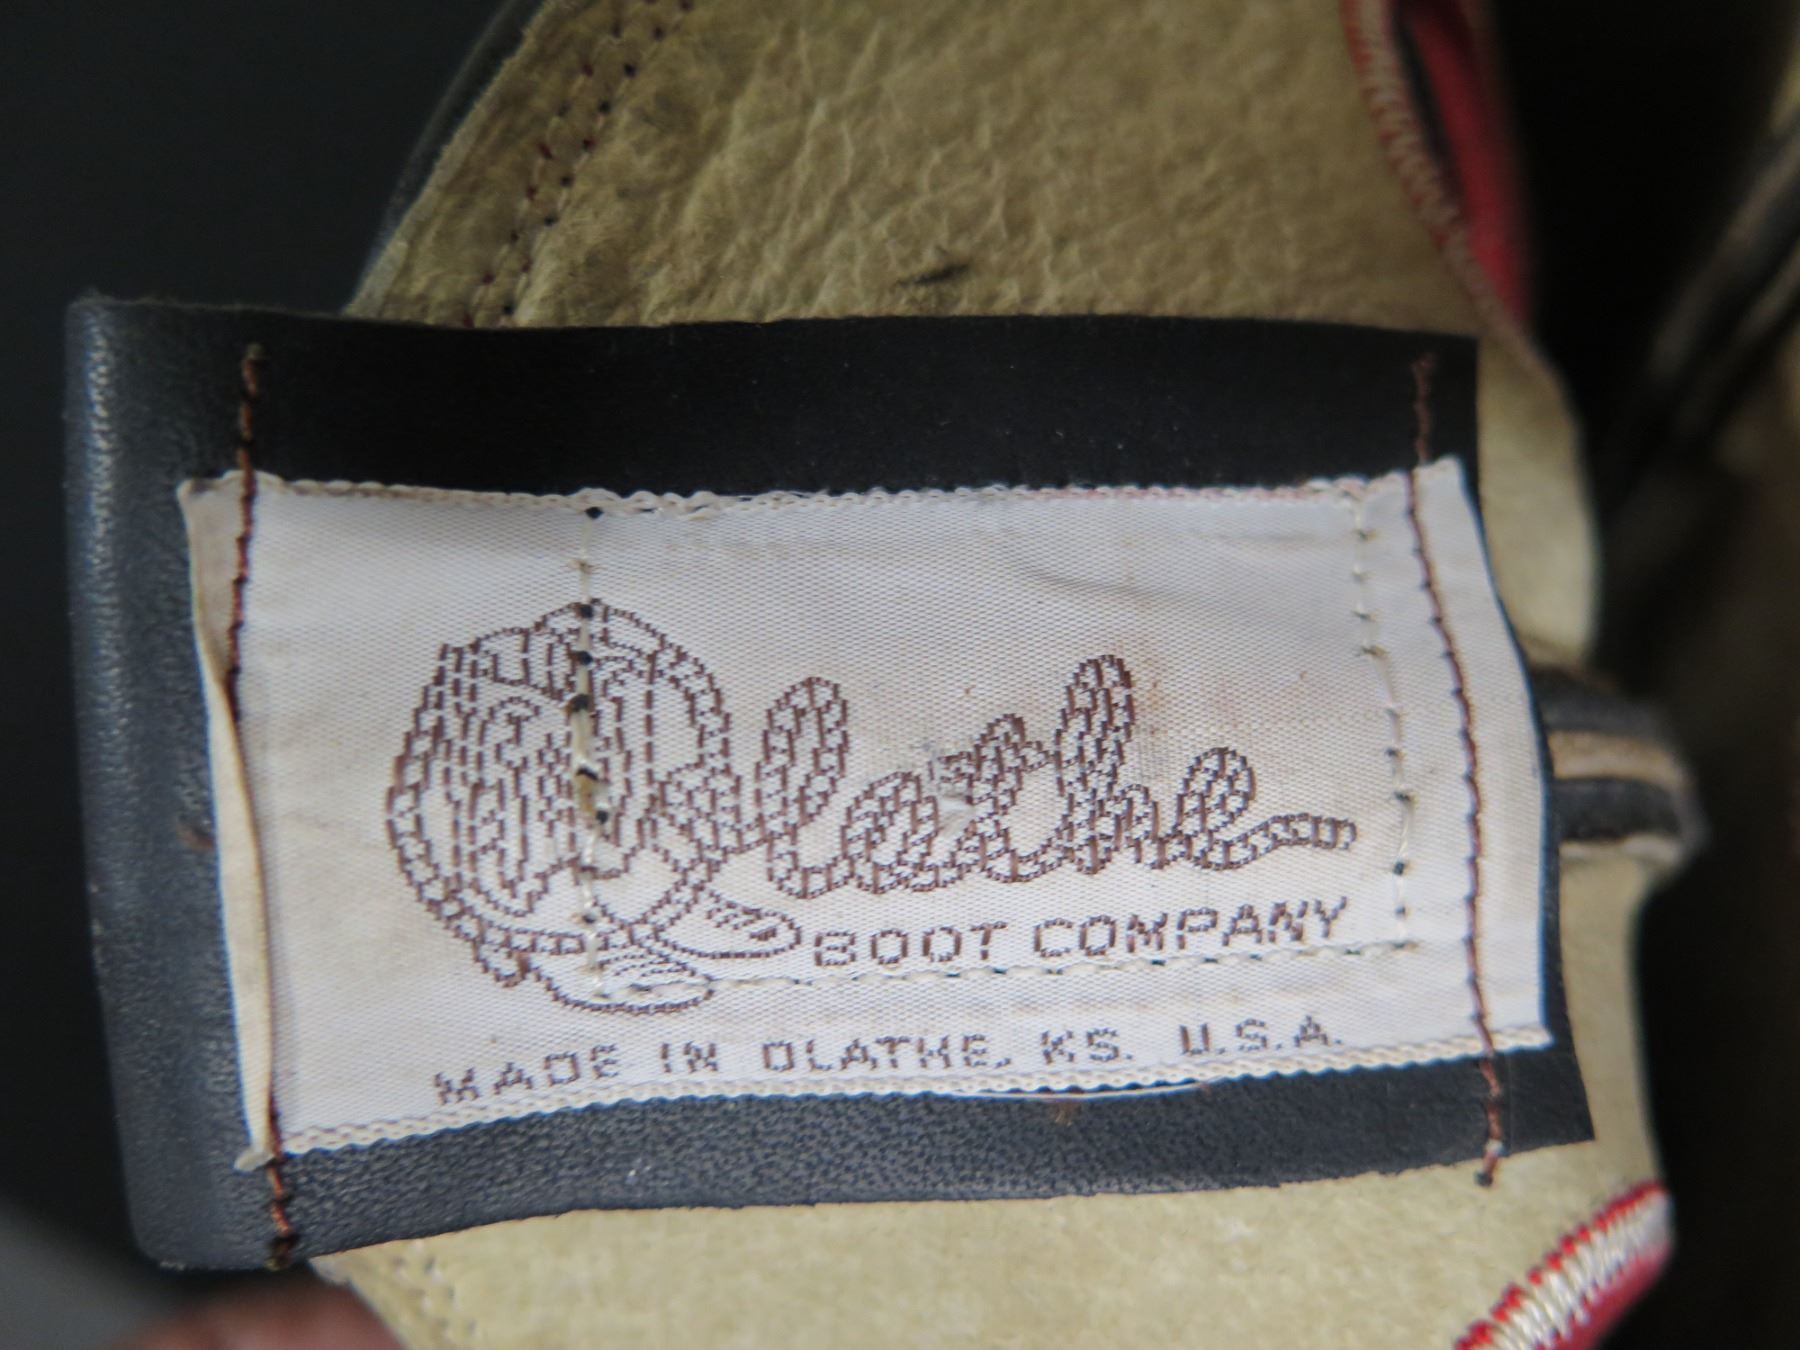 Olathe
BOOT COMPANY
MADE IN OLATHE, KS. U.S.A.